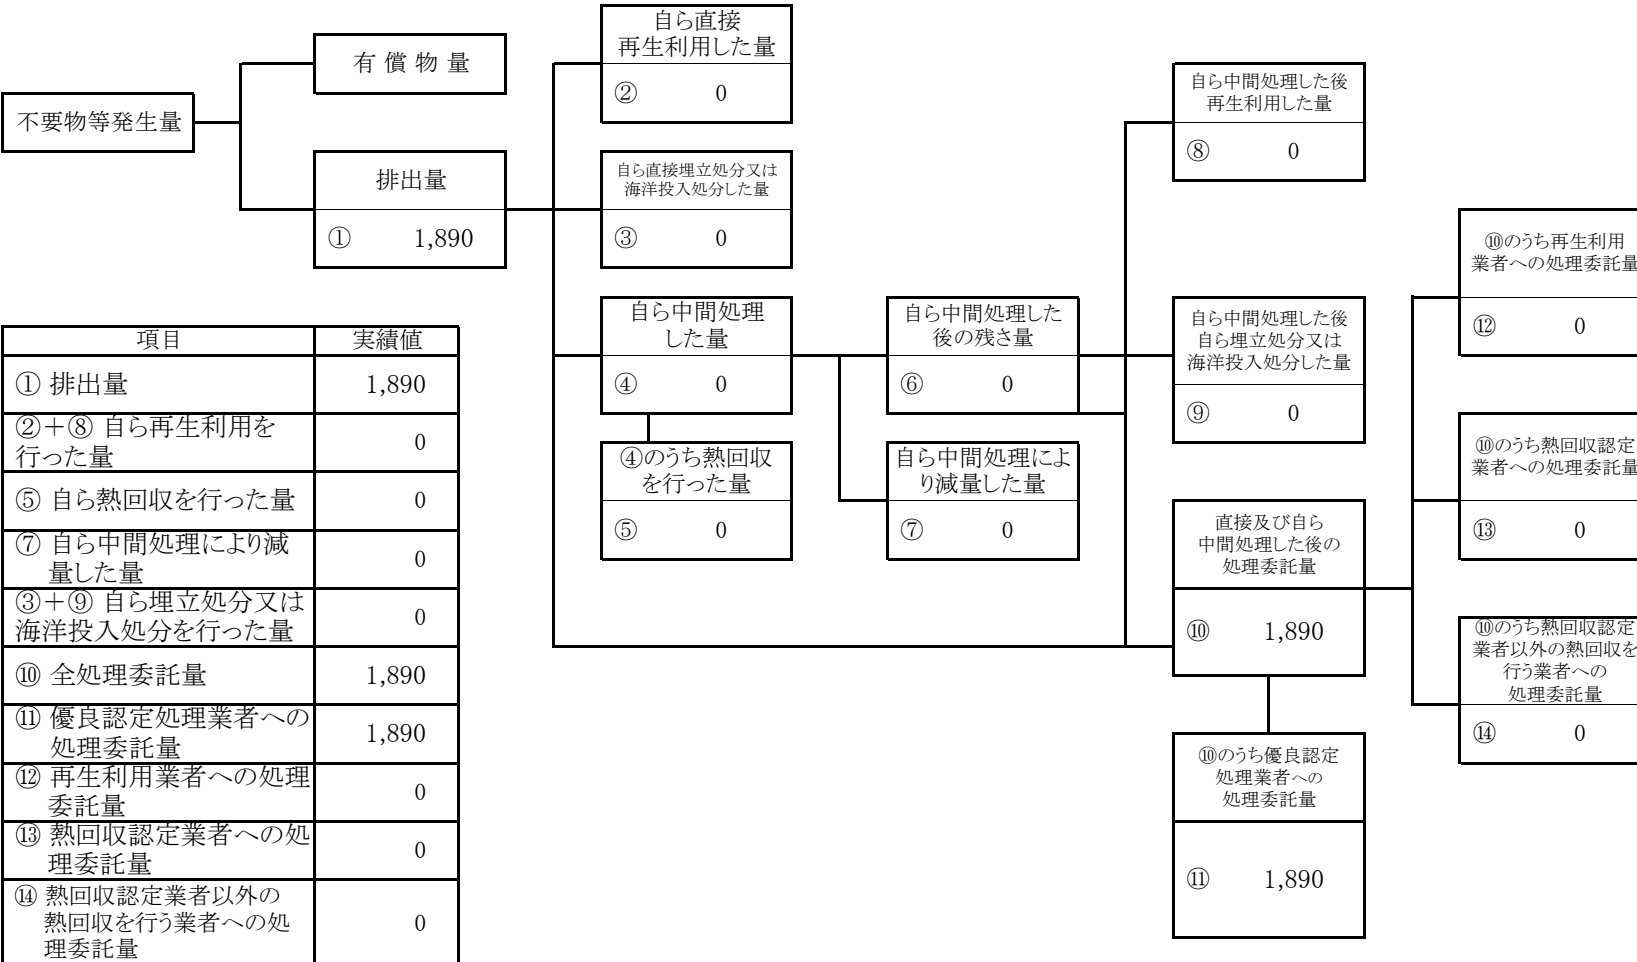 不要物等発生量
有 償 物 量
排出量
① 1,890
自ら直接
再生利用した量
② 0
自ら直接埋立処分又は
海洋投入処分した量
③ 0
自ら中間処理
した量
④ 0
④のうち熱回収
を行った量
⑤ 0
自ら中間処理した
後の残さ量
⑥ 0
自ら中間処理によ
り減量した量
⑦ 0
自ら中間処理した後
再生利用した量
⑧ 0
自ら中間処理した後
自ら埋立処分又は
海洋投入処分した量
⑨ 0
直接及び自ら
中間処理した後の
処理委託量
⑩ 1,890
⑩のうち優良認定
処理業者への
処理委託量
⑪ 1,890
⑩のうち再生利用
業者への処理委託量
⑫ 0
⑩のうち熱回収認定
業者への処理委託量
⑬ 0
⑩のうち熱回収認定
業者以外の熱回収を
行う業者への
処理委託量
⑭ 0
項目 実績値
① 排出量 1,890
②＋⑧ 自ら再生利用を
行った量 0
⑤ 自ら熱回収を行った量 0
⑦ 自ら中間処理により減
量した量 0
③＋⑨ 自ら埋立処分又は
海洋投入処分を行った量 0
⑩ 全処理委託量 1,890
⑪ 優良認定処理業者への
処理委託量 1,890
⑫ 再生利用業者への処理
委託量 0
⑬ 熱回収認定業者への処
理委託量 0
⑭ 熱回収認定業者以外の
熱回収を行う業者への処
理委託量 0